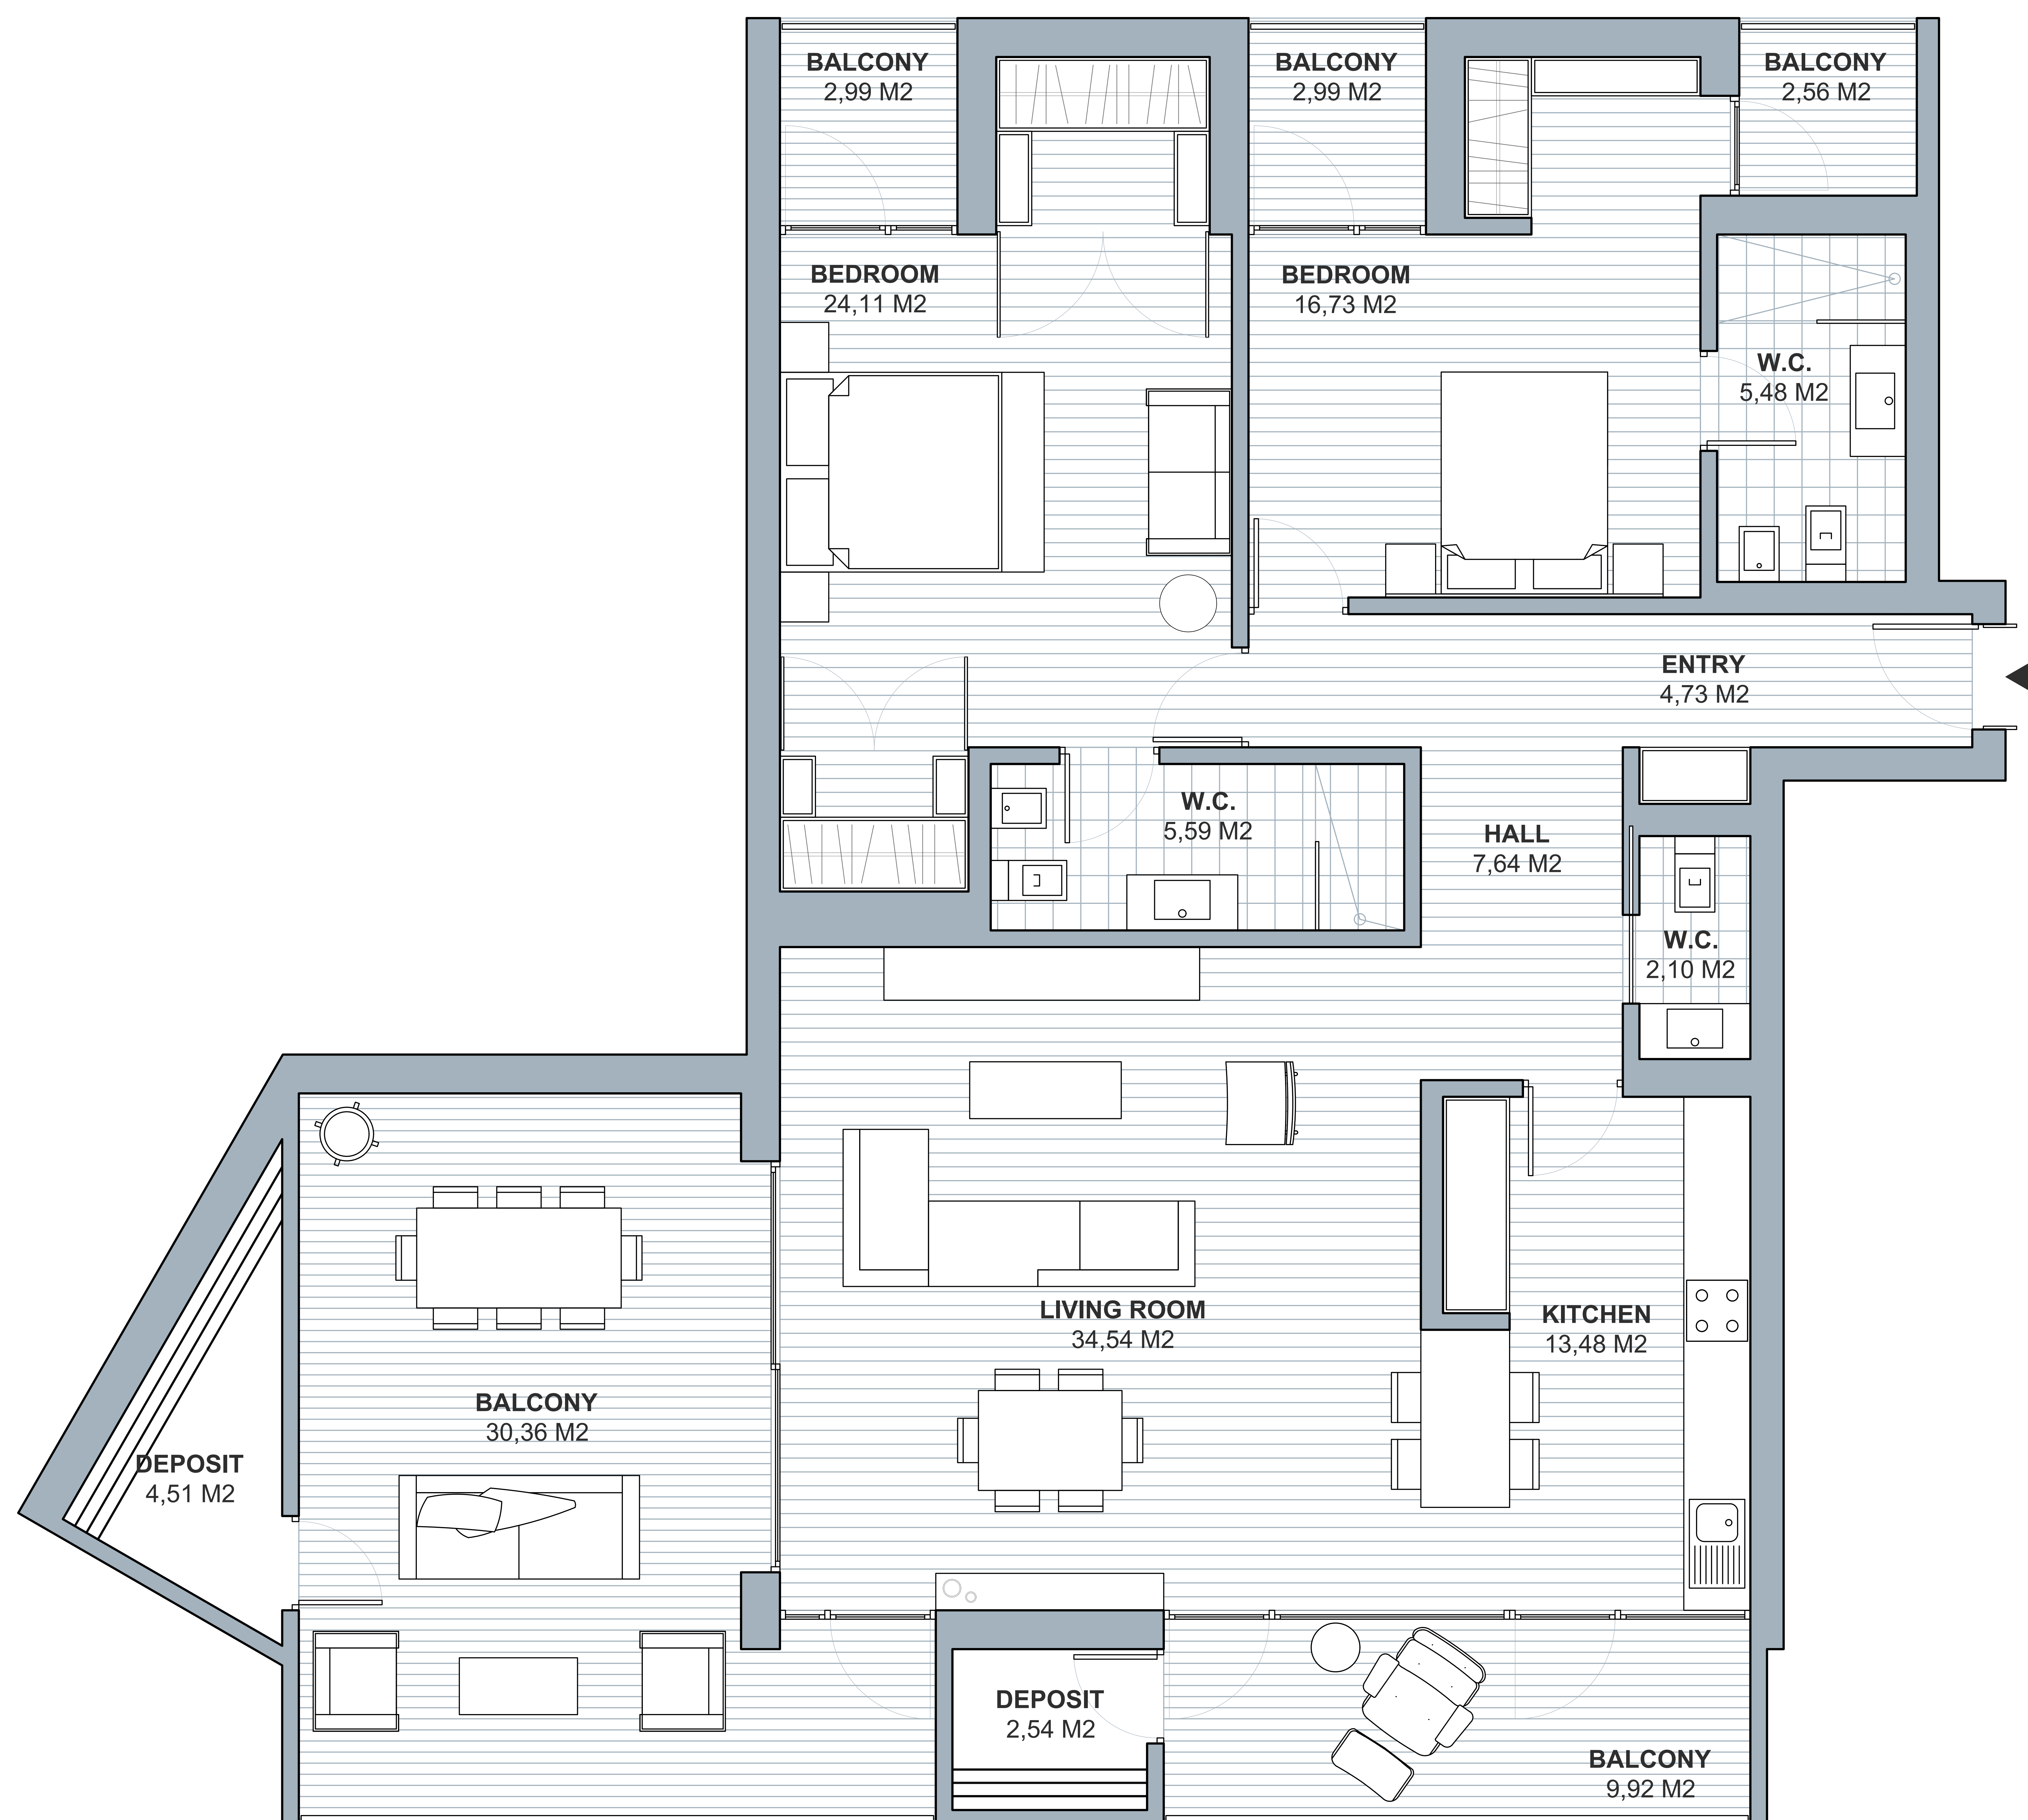 BALCONY
2,99 M2
BALCONY
2,99 M2
BALCONY
2,56 M2
BEDROOM
24,11 M2
BEDROOM
16,73 M2
W.C.
5,48 M2
ENTRY
4,73 M2
W.C.
5,59 M2
HALL
7,64 M2
W.C.
2,10 M2
LIVING ROOM
34,54 M2
KITCHEN
13,48 M2
BALCONY
30,36 M2
DEPOSIT
4,51 M2
DEPOSIT
2,54 M2
BALCONY
9,92 M2